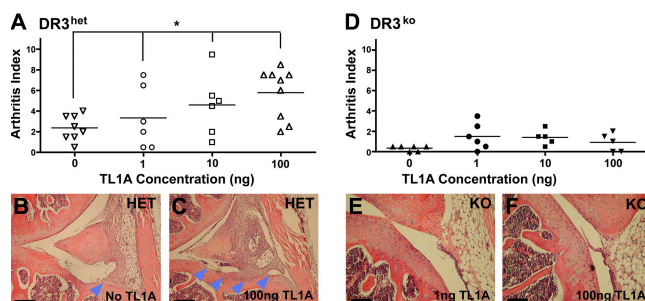 A DR3het
*
Arthritis Index
10
8
6
4
2
0
0 1 10 100
TL1A Concentration (ng)
D DR3ko
Arthritis Index
10
8
6
4
2
0
0 1 10 100
TL1A Concentration (ng)
B HET
No TL1A
C HET
100ng TL1A
E KO
1ng TL1A
F KO
100ng TL1A